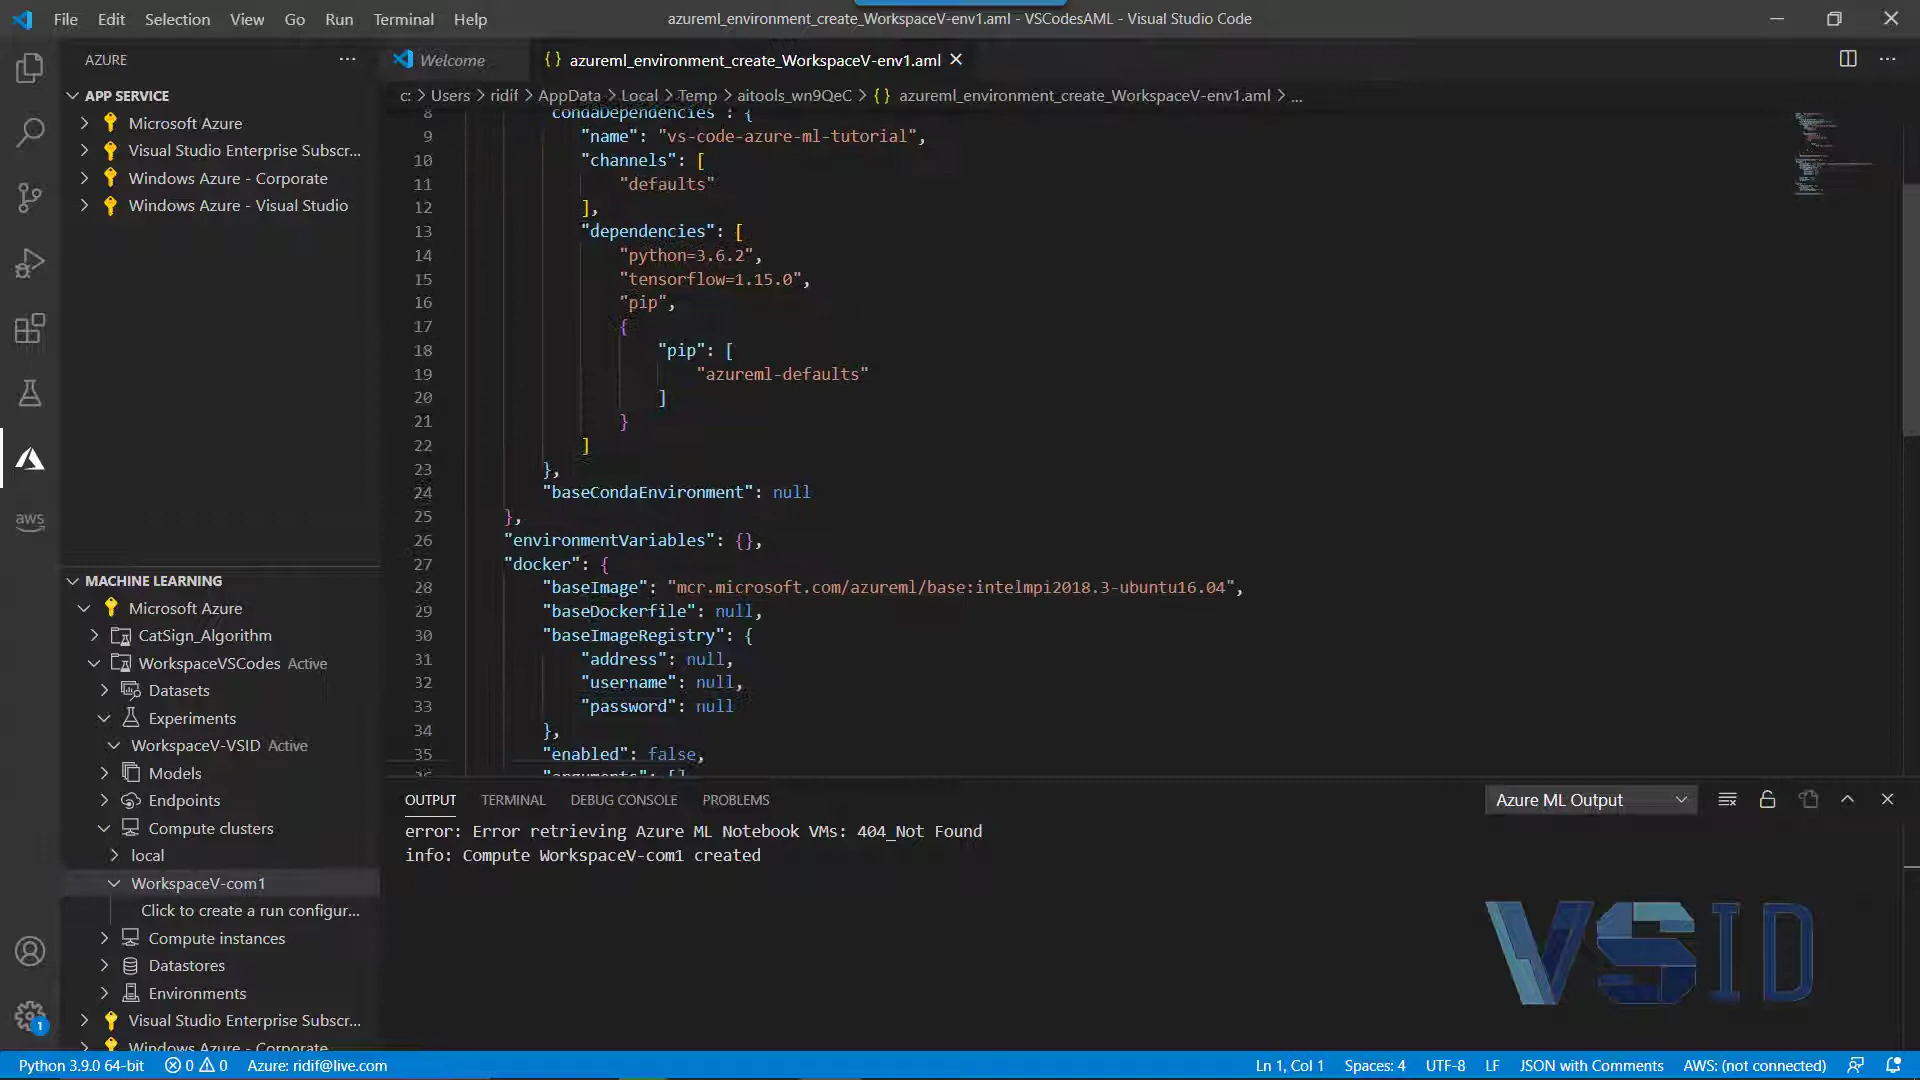 File Edit Selection View Go Run Terminal Help
azureml_environment_create_WorkspaceV-env1.aml - VSCodesAML - Visual Studio Code
AZURE
Welcome
{ } azureml_environment_create_WorkspaceV-env1.aml
c: > Users > ridif > AppData > Local > Temp > aitools_wn9QeC > { } azureml_environment_create_WorkspaceV-env1.aml > ...
APP SERVICE
Microsoft Azure
Visual Studio Enterprise Subscr...
Windows Azure - Corporate
Windows Azure - Visual Studio
8 condaDependencies": {
9 "name": "vs-code-azure-ml-tutorial",
10 "channels": [
11 "defaults"
12 ],
13 "dependencies": [
14 "python=3.6.2",
15 "tensorflow=1.15.0",
16 "pip",
17 {
18 "pip": [
19 "azureml-defaults"
20 ]
21 }
22 ]
23 },
24 "baseCondaEnvironment": null
25 },
26 "environmentVariables": {},
27 "docker": {
28 "baseImage": "mcr.microsoft.com/azureml/base:intelmpi2018.3-ubuntu16.04",
29 "baseDockerfile": null,
30 "baseImageRegistry": {
31 "address": null,
32 "username": null,
33 "password": null
34 },
35 "enabled": false,
MACHINE LEARNING
Microsoft Azure
CatSign_Algorithm
WorkspaceVSCodes Active
Datasets
Experiments
WorkspaceV-VSID Active
Models
Endpoints
Compute clusters
local
WorkspaceV-com1
Click to create a run configur...
Compute instances
Datastores
Environments
Visual Studio Enterprise Subscr...
Windows Azure - Corporate
aws
1
OUTPUT TERMINAL DEBUG CONSOLE PROBLEMS
Azure ML Output
error: Error retrieving Azure ML Notebook VMs: 404_Not Found
info: Compute WorkspaceV-com1 created
VSID
Python 3.9.0 64-bit 0 0 Azure: ridif@live.com
Ln 1, Col 1 Spaces: 4 UTF-8 LF JSON with Comments AWS: (not connected)